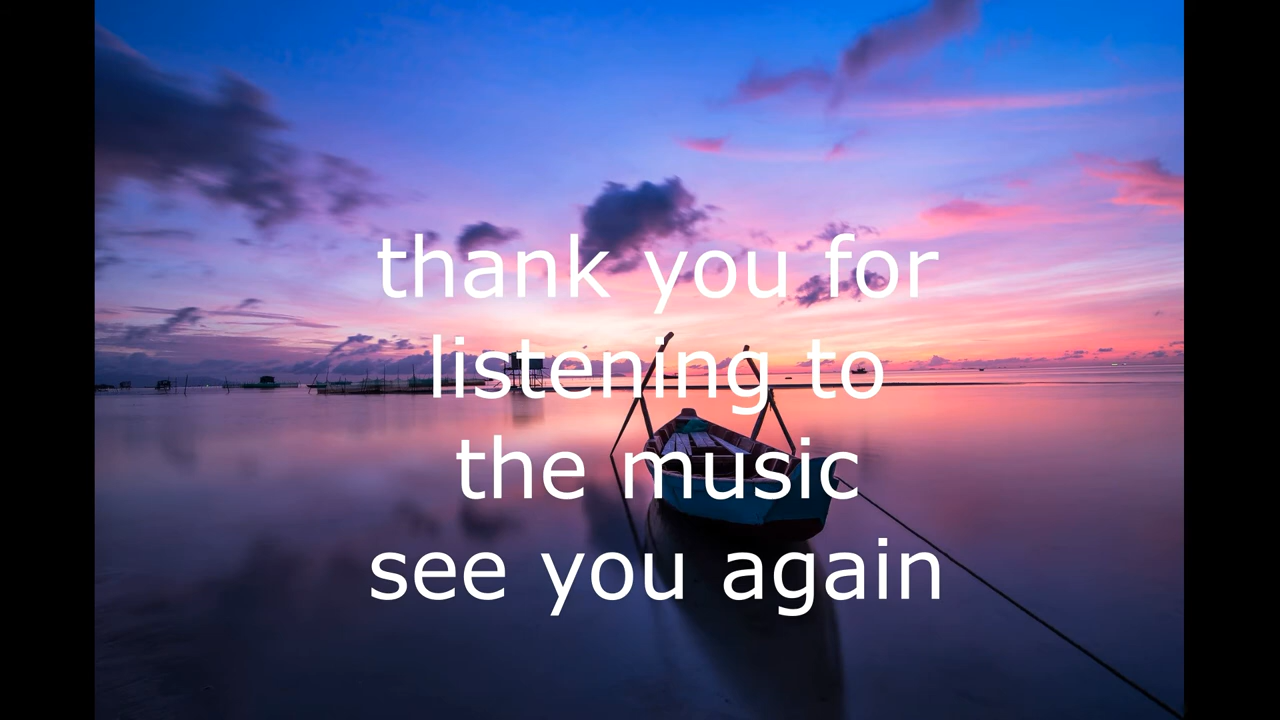 thank you for
listening to
the music
see you again